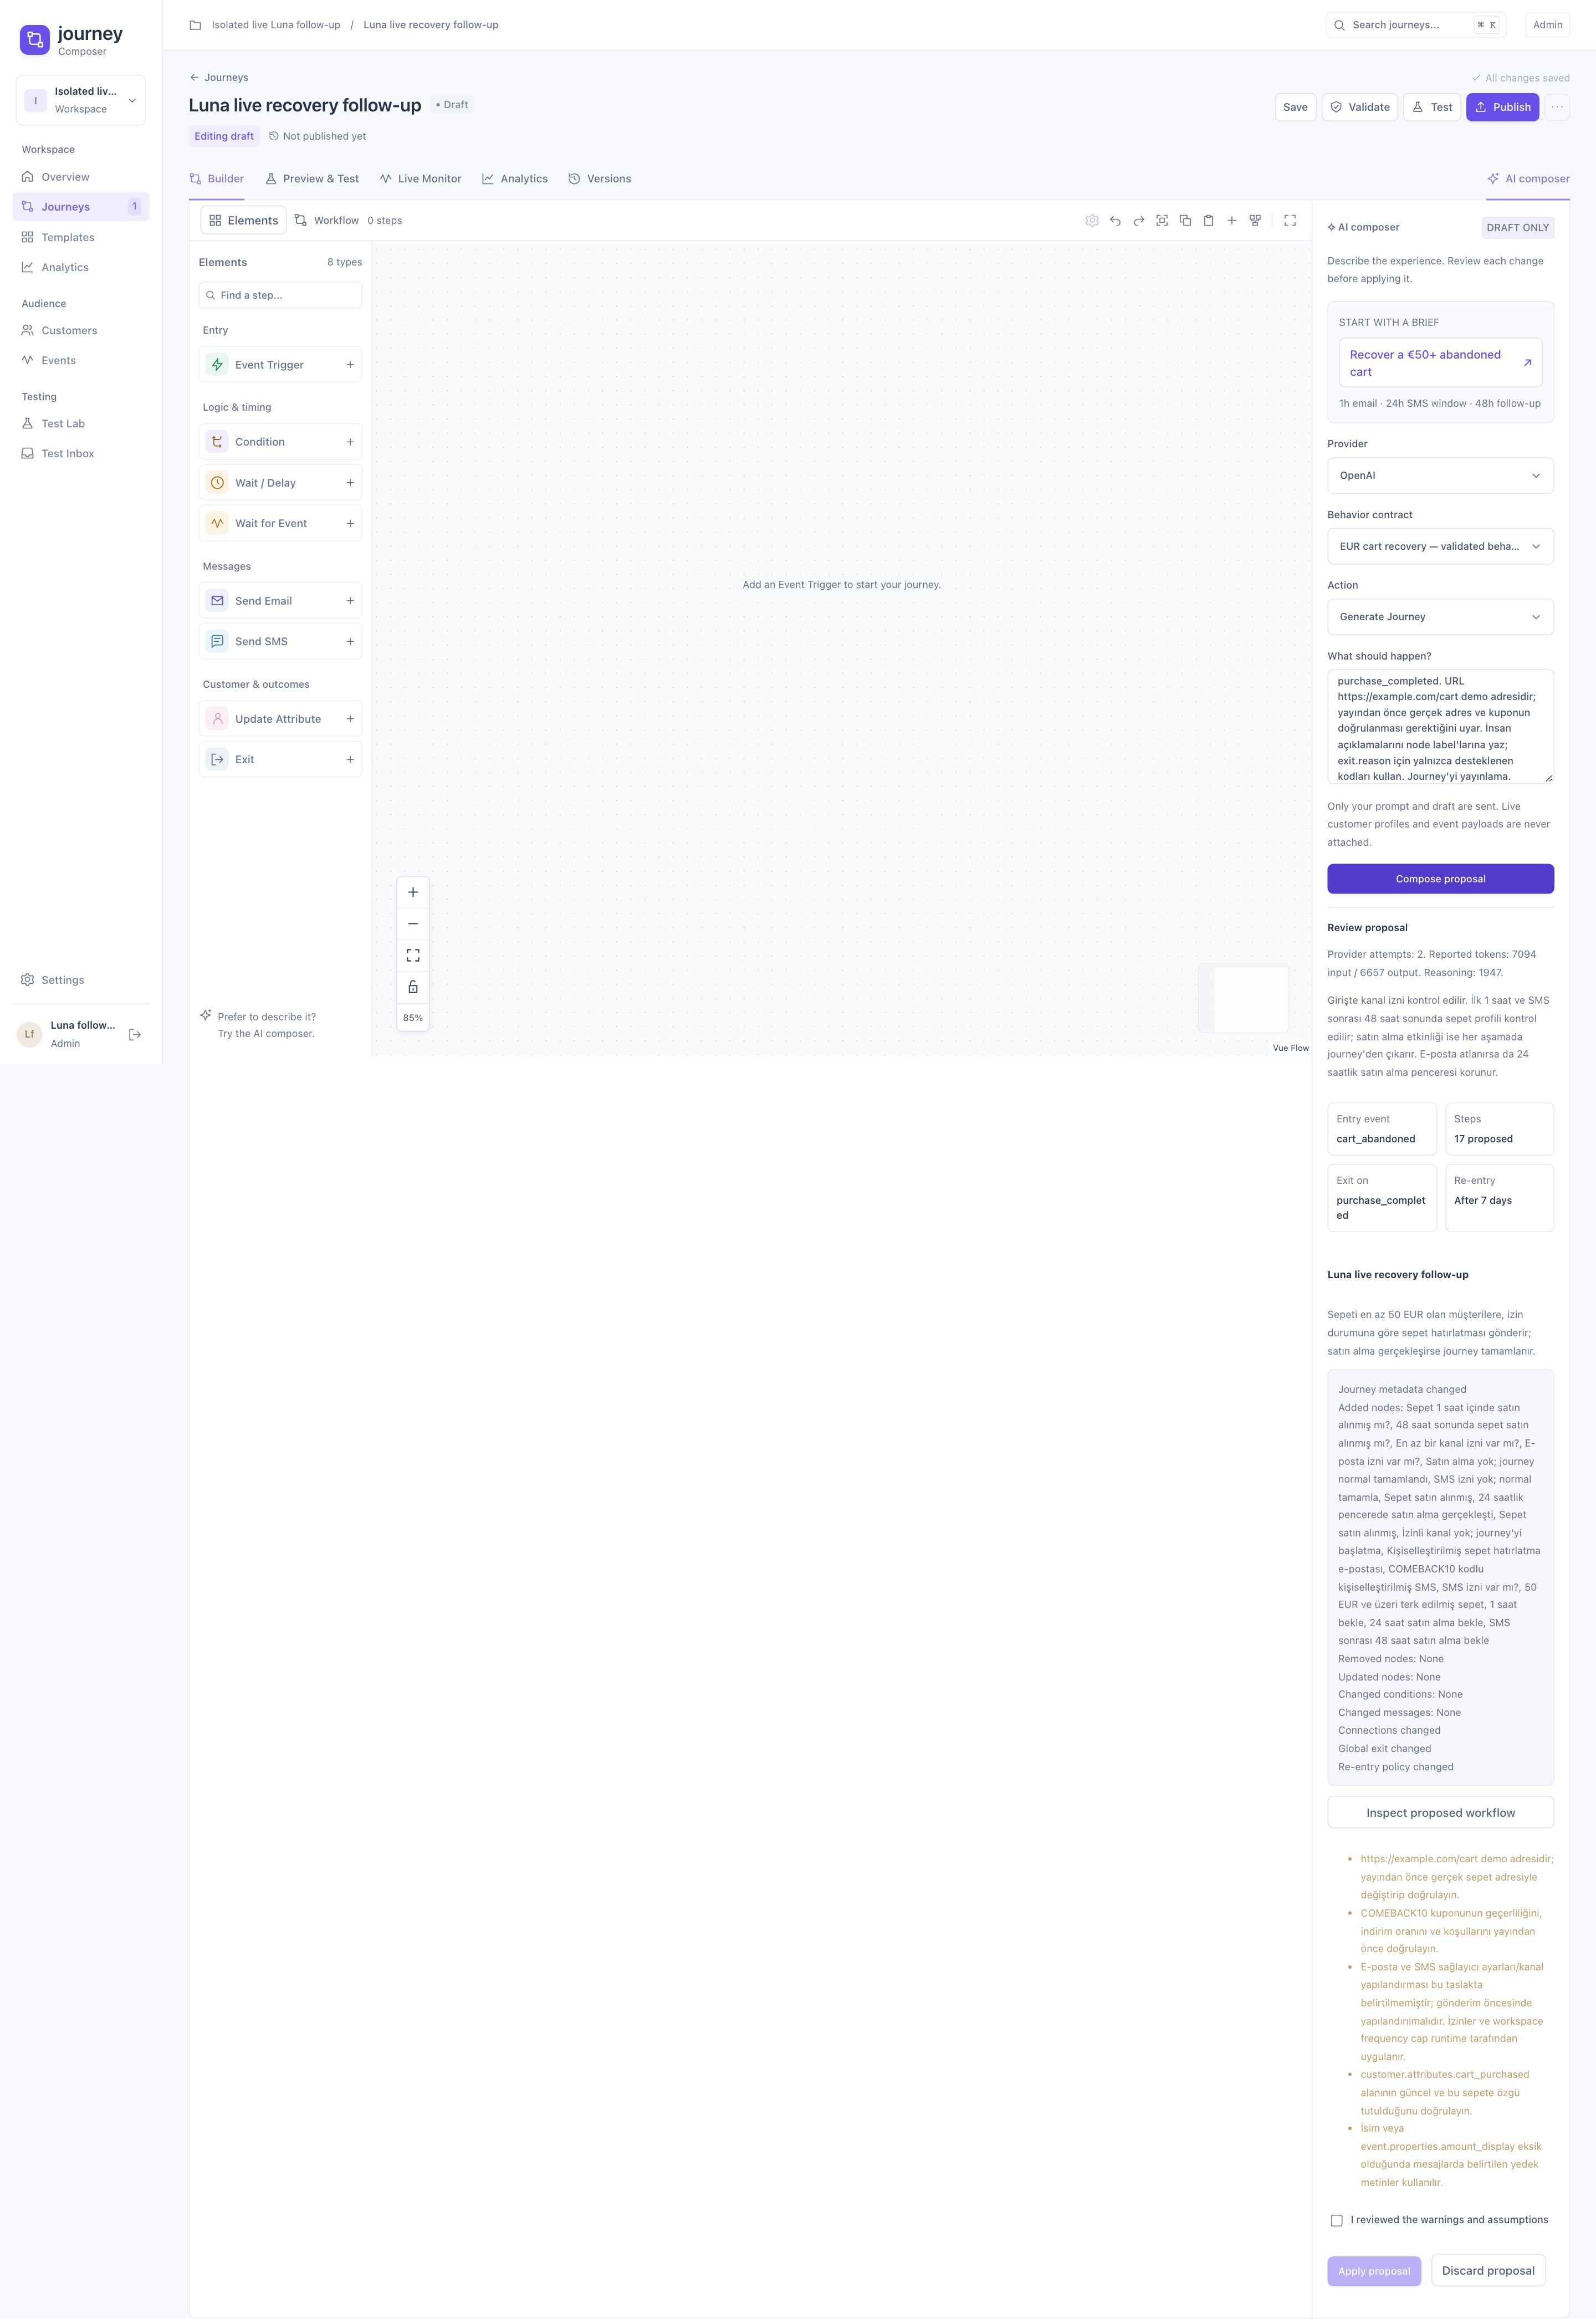 journey
Composer
I
Isolated liv...
Workspace
Workspace
Overview
Journeys
1
Templates
Analytics
Audience
Customers
Events
Testing
Test Lab
Test Inbox
Settings
Lf
Luna follow...
Admin
Isolated live Luna follow-up / Luna live recovery follow-up
Search journeys...
⌘ K
Admin
Journeys
All changes saved
Luna live recovery follow-up
• Draft
Save
Validate
Test
Publish
...
Editing draft
Not published yet
Builder
Preview & Test
Live Monitor
Analytics
Versions
AI composer
Elements
Workflow 0 steps
Elements
8 types
Find a step...
Entry
Event Trigger
Logic & timing
Condition
Wait / Delay
Wait for Event
Messages
Send Email
Send SMS
Customer & outcomes
Update Attribute
Exit
Prefer to describe it?
Try the AI composer.
Add an Event Trigger to start your journey.
85%
Vue Flow
AI composer
DRAFT ONLY
Describe the experience. Review each change
before applying it.
START WITH A BRIEF
Recover a €50+ abandoned
cart
1h email · 24h SMS window · 48h follow-up
Provider
OpenAI
Behavior contract
EUR cart recovery — validated beha...
Action
Generate Journey
What should happen?
purchase_completed. URL
https://example.com/cart demo adresidir;
yayından önce gerçek adres ve kuponun
doğrulanması gerektiğini uyar. İnsan
açıklamalarını node label'larına yaz;
exit.reason için yalnızca desteklenen
kodları kullan. Journey'yi yayınlama.
Only your prompt and draft are sent. Live
customer profiles and event payloads are never
attached.
Compose proposal
Review proposal
Provider attempts: 2. Reported tokens: 7094
input / 6657 output. Reasoning: 1947.
Girişte kanal izni kontrol edilir. İlk 1 saat ve SMS
sonrası 48 saat sonunda sepet profili kontrol
edilir; satın alma etkinliği ise her aşamada
journey'den çıkarır. E-posta atlanırsa da 24
saatlik satın alma penceresi korunur.
Entry event
cart_abandoned
Steps
17 proposed
Exit on
purchase_complet
ed
Re-entry
After 7 days
Luna live recovery follow-up
Sepeti en az 50 EUR olan müşterilere, izin
durumuna göre sepet hatırlatması gönderir;
satın alma gerçekleşirse journey tamamlanır.
Journey metadata changed
Added nodes: Sepet 1 saat içinde satın
alınmış mı?, 48 saat sonunda sepet satın
alınmış mı?, En az bir kanal izni var mı?, E-
posta izni var mı?, Satın alma yok; journey
normal tamamlandı, SMS izni yok; normal
tamamla, Sepet satın alınmış, 24 saatlik
pencerede satın alma gerçekleşti, Sepet
satın alınmış, İzinli kanal yok; journey'yi
başlatma, Kişiselleştirilmiş sepet hatırlatma
e-postası, COMEBACK10 kodlu
kişiselleştirilmiş SMS, SMS izni var mı?, 50
EUR ve üzeri terk edilmiş sepet, 1 saat
bekle, 24 saat satın alma bekle, SMS
sonrası 48 saat satın alma bekle
Removed nodes: None
Updated nodes: None
Changed conditions: None
Changed messages: None
Connections changed
Global exit changed
Re-entry policy changed
Inspect proposed workflow
• https://example.com/cart demo adresidir;
yayından önce gerçek sepet adresiyle
değiştirip doğrulayın.
• COMEBACK10 kuponunun geçerliliğini,
indirim oranını ve koşullarını yayından
önce doğrulayın.
• E-posta ve SMS sağlayıcı ayarları/kanal
yapılandırması bu taslakta
belirtilmemiştir; gönderim öncesinde
yapılandırılmalıdır. İzinler ve workspace
frequency cap runtime tarafından
uygulanır.
• customer.attributes.cart_purchased
alanının güncel ve bu sepete özgü
tutulduğunu doğrulayın.
• İsim veya
event.properties.amount_display eksik
olduğunda mesajlarda belirtilen yedek
metinler kullanılır.
I reviewed the warnings and assumptions
Apply proposal
Discard proposal